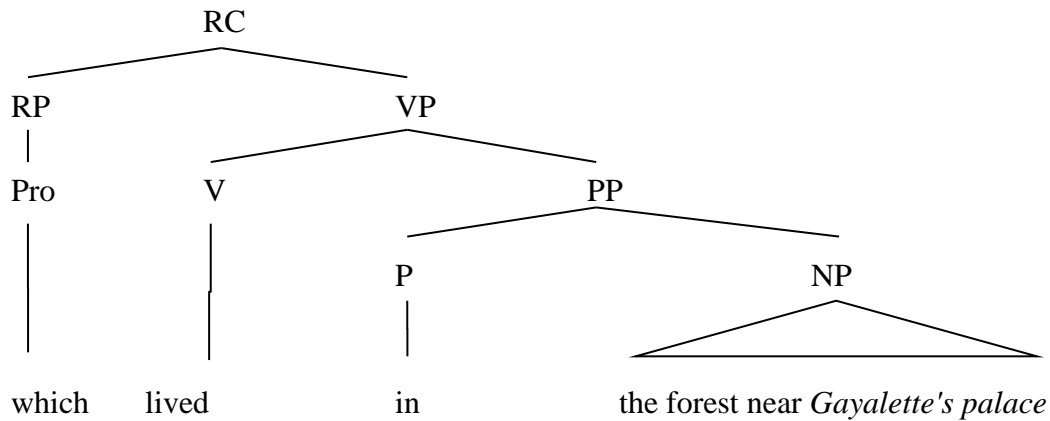 RC
RP VP
Pro V PP
P NP
which lived in the forest near Gayalette's palace